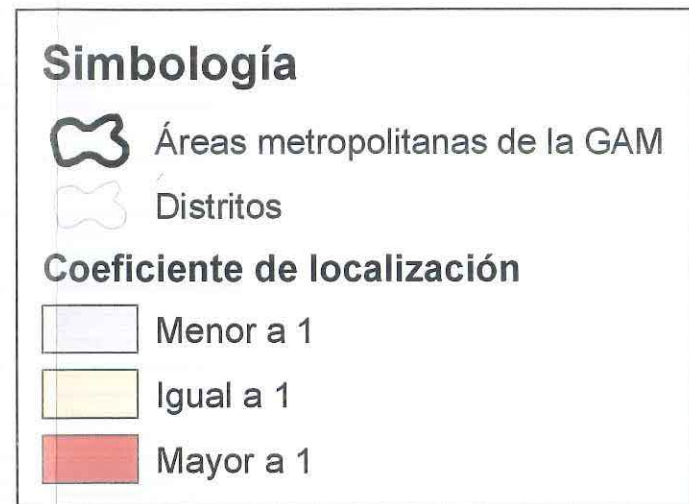 Simbología
Áreas metropolitanas de la GAM
Distritos
Coeficiente de localización
Menor a 1
Igual a 1
Mayor a 1